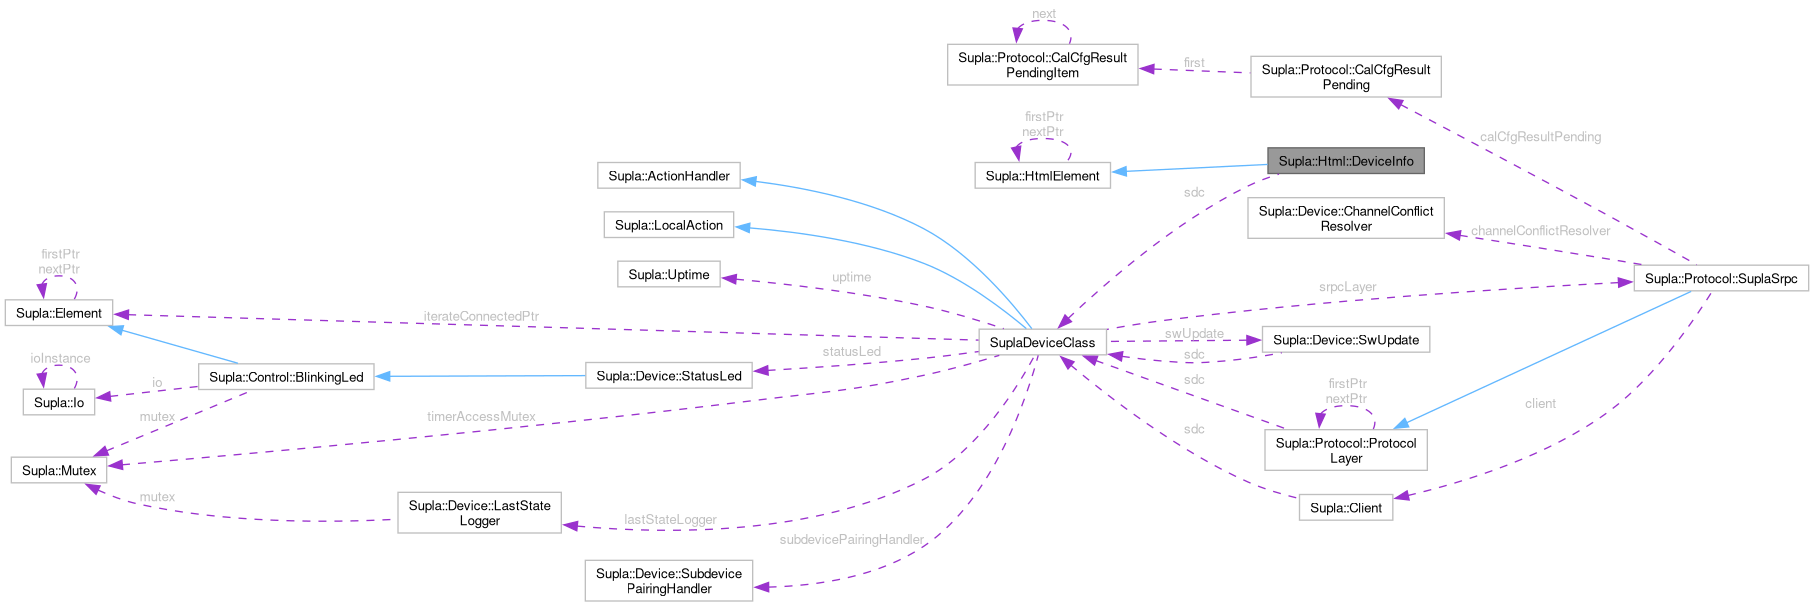 next
Supla::Protocol::CalCfgResult
PendingItem
first
Supla::Protocol::CalCfgResult
Pending
firstPtr
nextPtr
calCfgResultPending
Supla::HtmlElement
Supla::Html::DeviceInfo
Supla::ActionHandler
sdc
Supla::LocalAction
Supla::Device::ChannelConflict
Resolver
channelConflictResolver
firstPtr
nextPtr
Supla::Uptime
uptime
Supla::Protocol::SuplaSrpc
srpcLayer
Supla::Element
iterateConnectedPtr
SuplaDeviceClass
swUpdate
sdc
Supla::Device::SwUpdate
ioInstance
Supla::Io
io
Supla::Control::BlinkingLed
statusLed
Supla::Device::StatusLed
sdc
firstPtr
nextPtr
client
mutex
timerAccessMutex
sdc
Supla::Protocol::Protocol
Layer
Supla::Mutex
mutex
Supla::Device::LastState
Logger
lastStateLogger
Supla::Client
subdevicePairingHandler
Supla::Device::Subdevice
PairingHandler